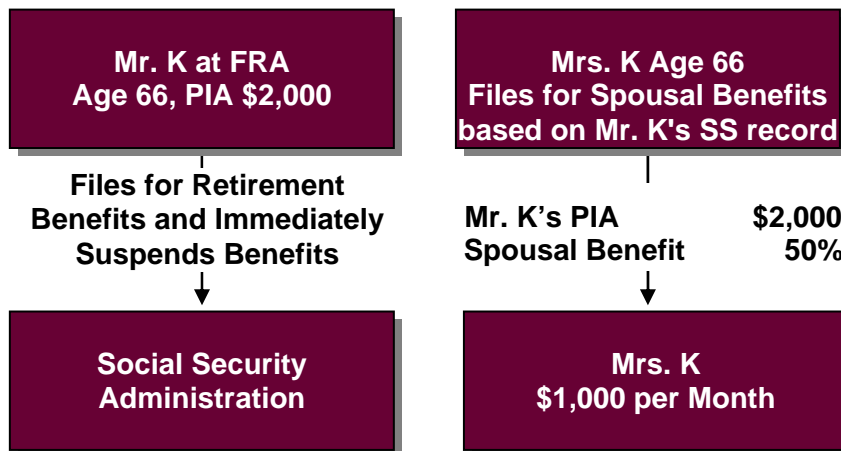 Mr. K at FRA
Age 66, PIA $2,000
Files for Retirement
Benefits and Immediately
Suspends Benefits
Social Security
Administration
Mrs. K Age 66
Files for Spousal Benefits
based on Mr. K's SS record
Mr. K’s PIA $2,000
Spousal Benefit 50%
Mrs. K
$1,000 per Month